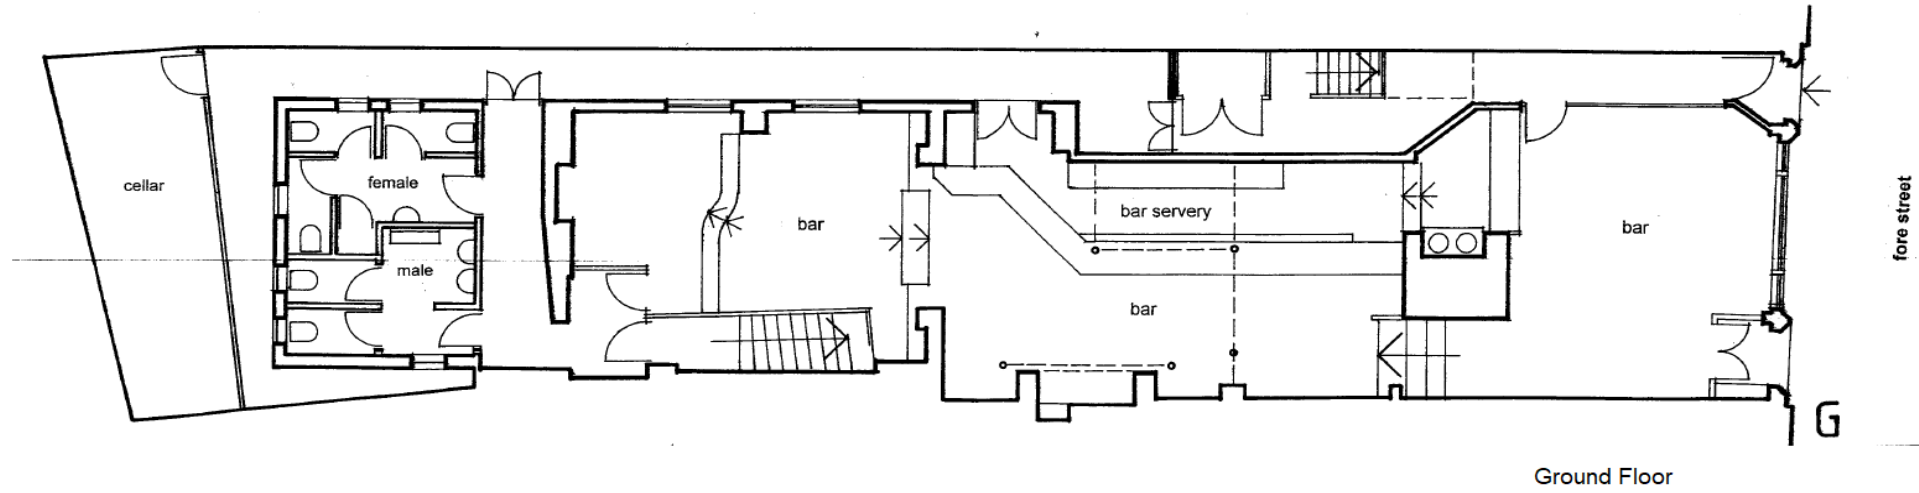 cellar
female
male
bar
bar servery
bar
bar
fore street
G
Ground Floor